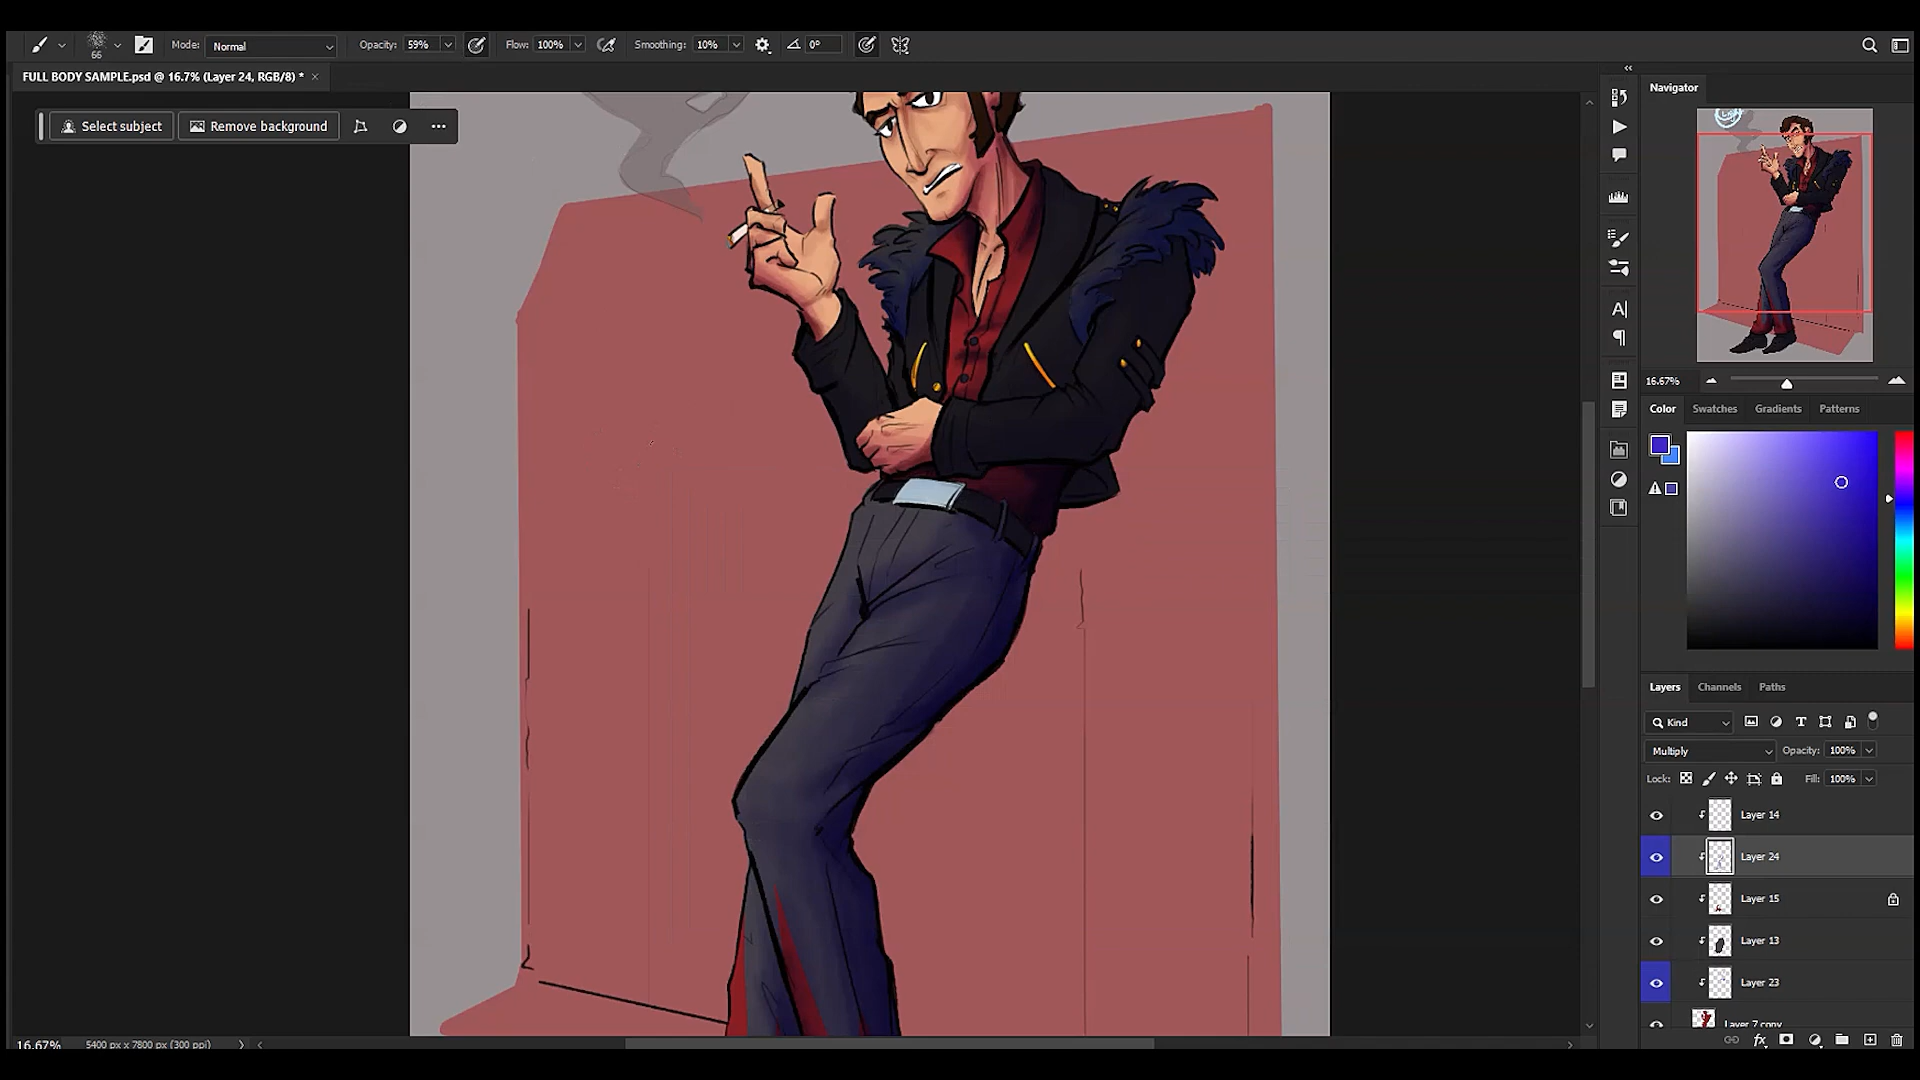 66 Mode: Normal Opacity: 59% Flow: 100% Smoothing: 10% 0°
FULL BODY SAMPLE.psd @ 16.7% (Layer 24, RGB/8) *
Select subject Remove background
Navigator
16.67%
Color Swatches Gradients Patterns
Layers Channels Paths
Kind
Multiply Opacity: 100%
Lock: Fill: 100%
Layer 14
Layer 24
Layer 15
Layer 13
Layer 23
Layer 7 copy
fx
16.67% 5400 px x 7800 px (300 ppi)